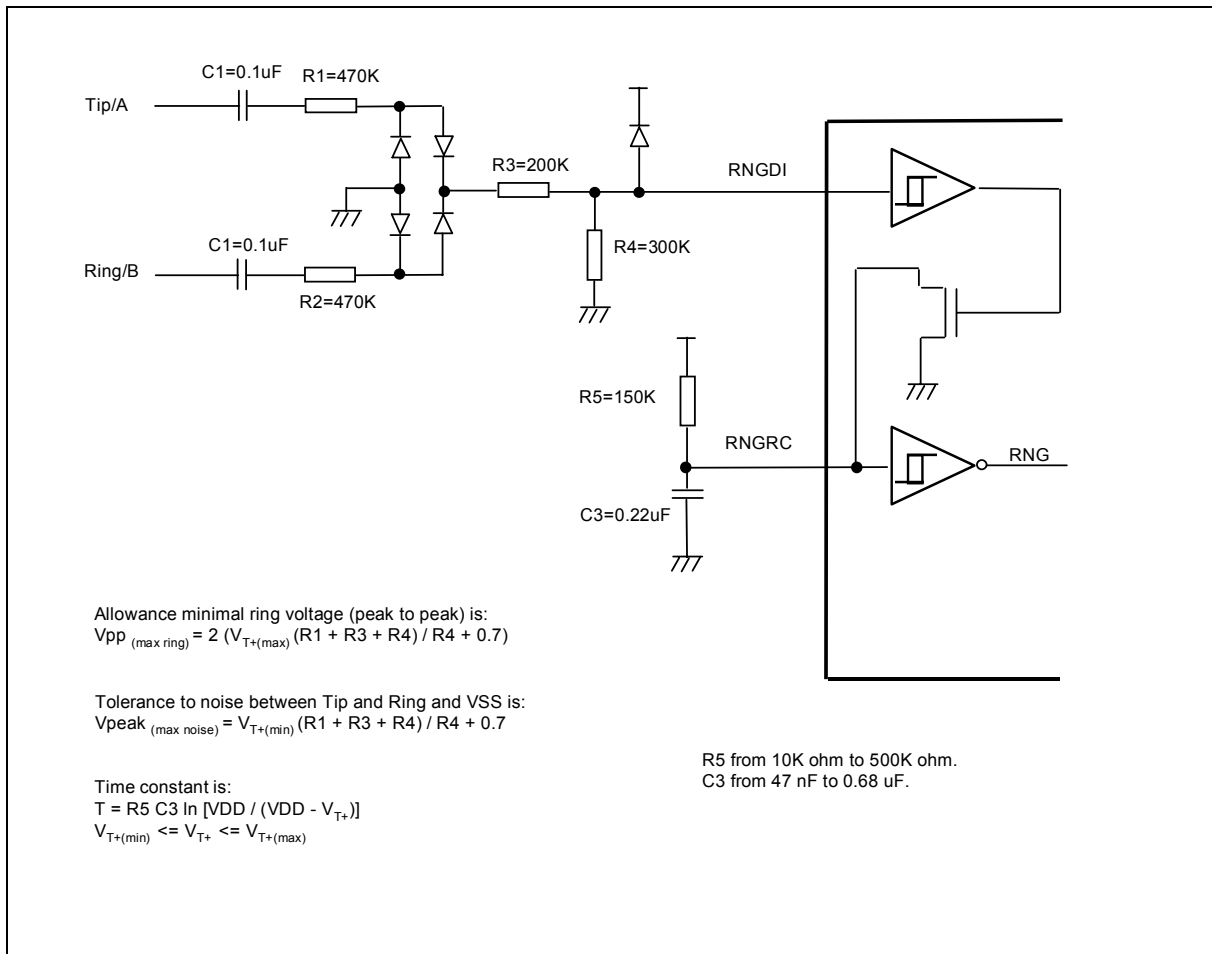 C1=0.1uF
R1=470K
Tip/A
R3=200K
RNGDI
R4=300K
C1=0.1uF
Ring/B
R2=470K
R5=150K
RNGRC
RNG
C3=0.22uF
Allowance minimal ring voltage (peak to peak) is:
Vpp (max ring) = 2 (VT+(max) (R1 + R3 + R4) / R4 + 0.7)
Tolerance to noise between Tip and Ring and VSS is:
Vpeak (max noise) = VT+(min) (R1 + R3 + R4) / R4 + 0.7
Time constant is:
T = R5 C3 ln [VDD / (VDD - VT+)]
VT+(min) <= VT+ <= VT+(max)
R5 from 10K ohm to 500K ohm.
C3 from 47 nF to 0.68 uF.